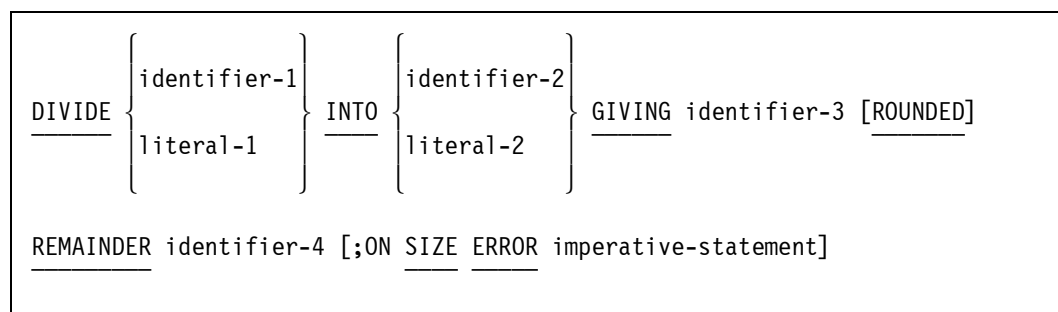 identifier-1 identifier-2
DIVIDE INTO GIVING identifier-3 [ROUNDED]
literal-1 literal-2
REMAINDER identifier-4 [;ON SIZE ERROR imperative-statement]